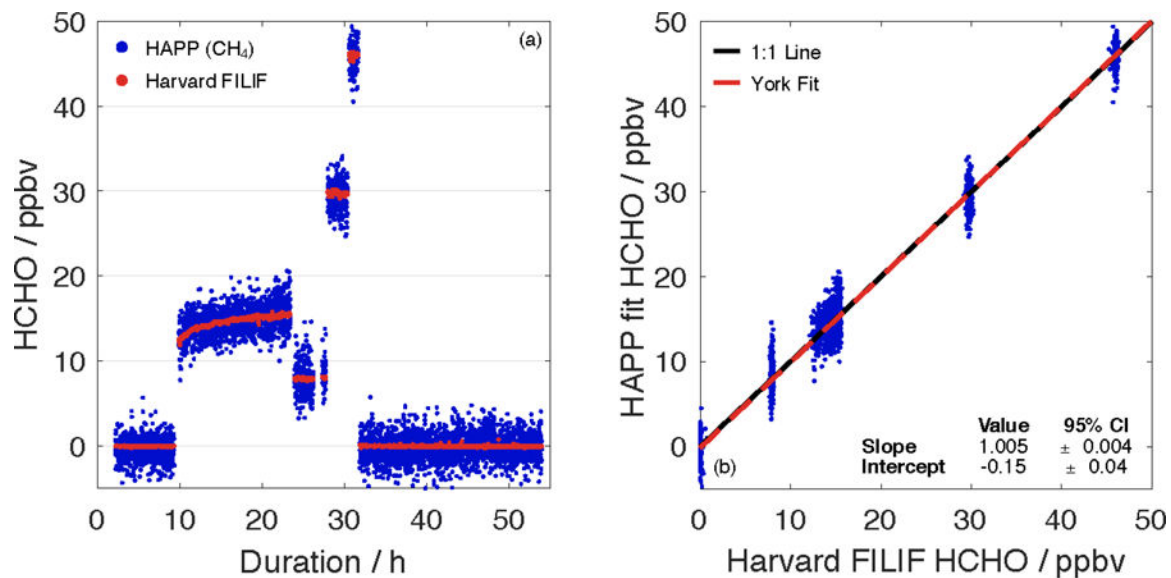 50
40
30
20
10
0
HCHO / ppbv
(a)
HAPP (CH₄)
Harvard FILIF
0 10 20 30 40 50
Duration / h
50
40
30
20
10
0
HAPP fit HCHO / ppbv
1:1 Line
York Fit
Value 95% CI
Slope 1.005 ± 0.004
Intercept -0.15 ± 0.04
(b)
0 10 20 30 40 50
Harvard FILIF HCHO / ppbv